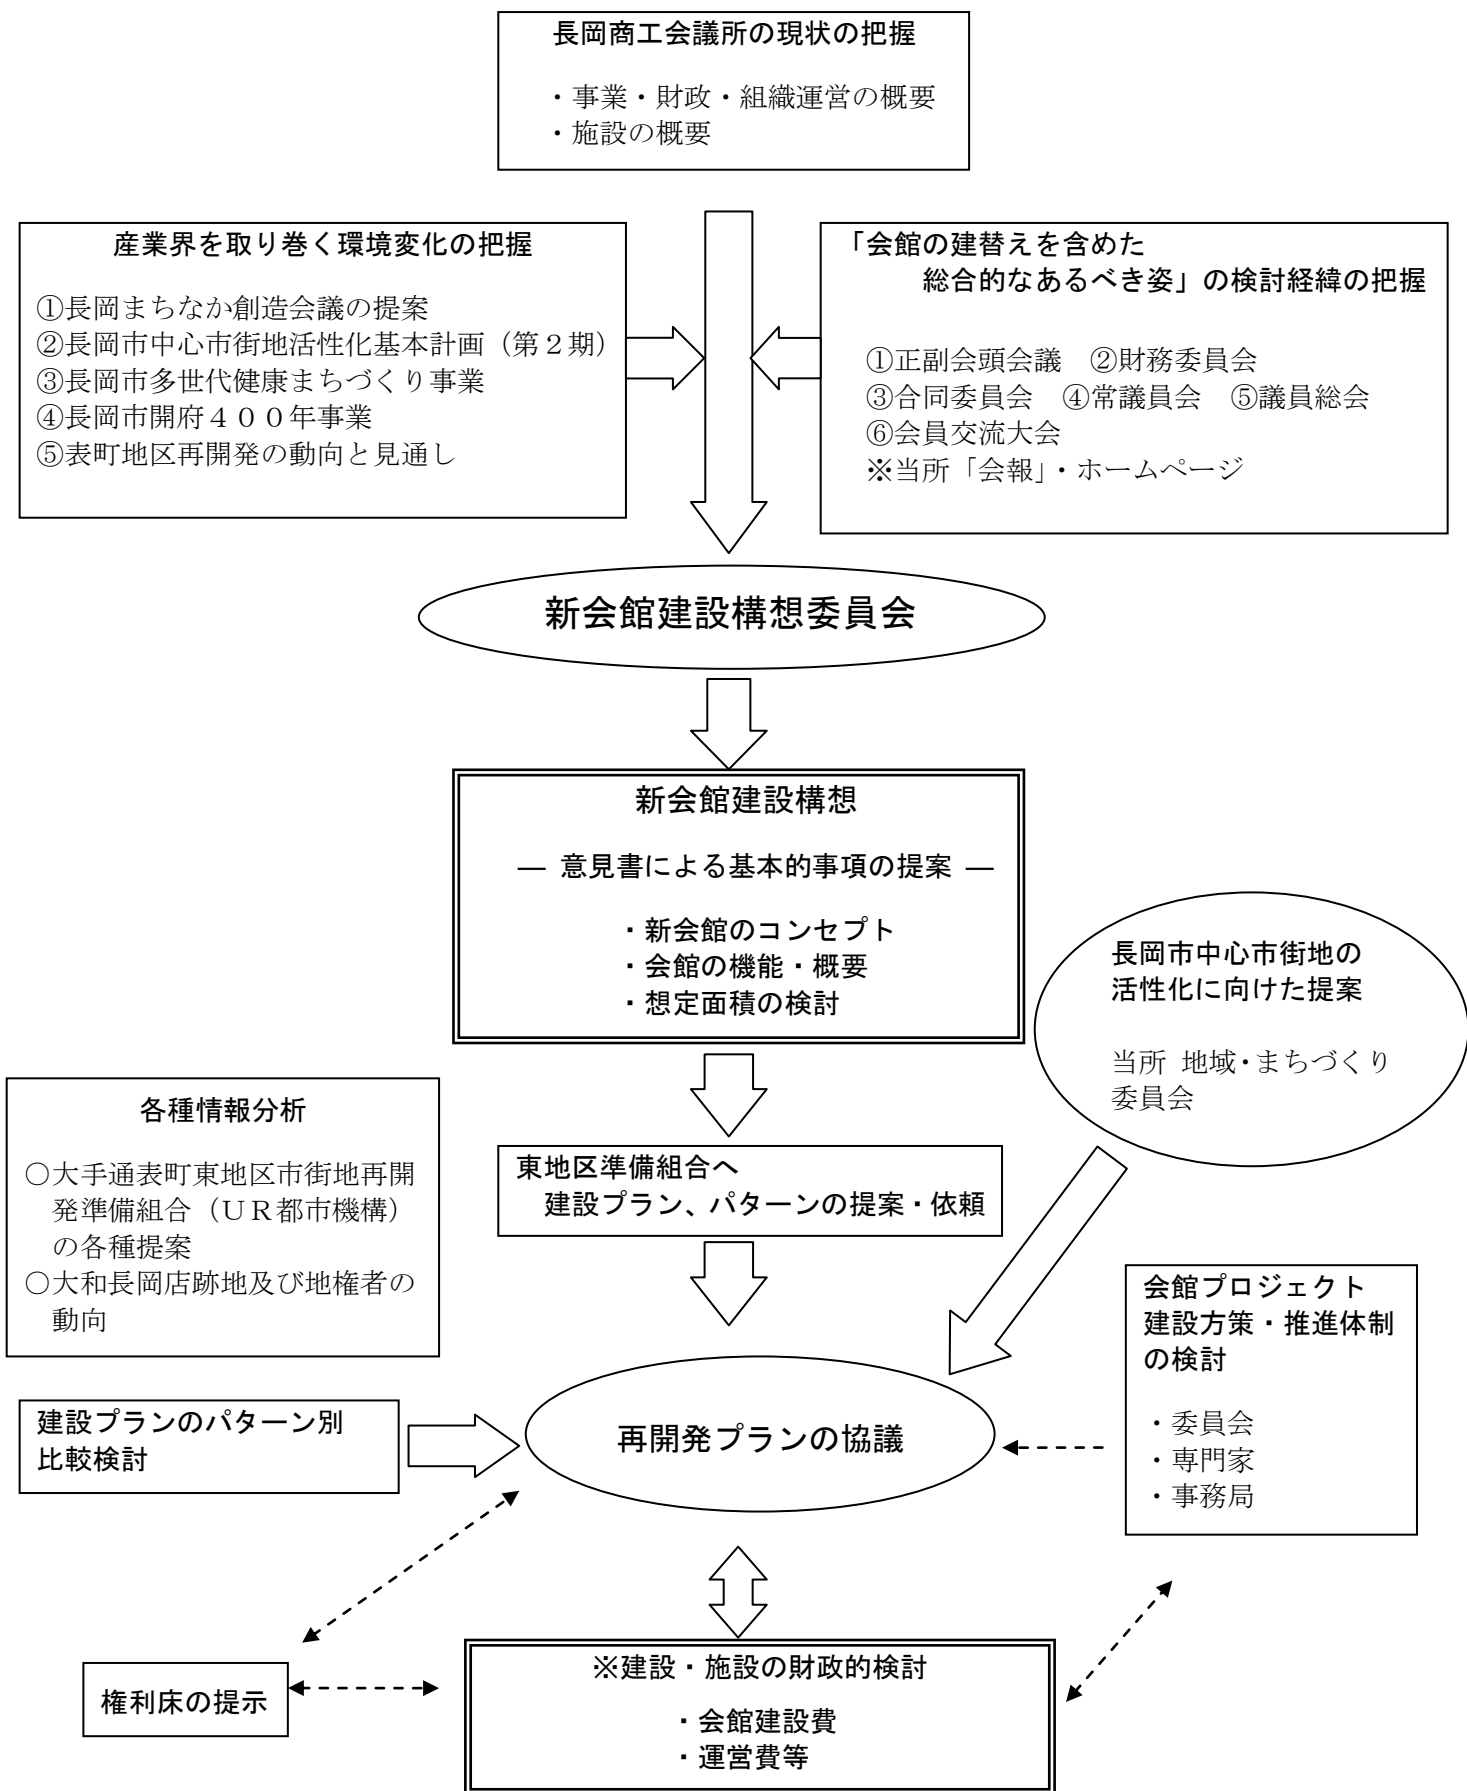 長岡商工会議所の現状の把握
・事業・財政・組織運営の概要
・施設の概要
産業界を取り巻く環境変化の把握
①長岡まちなか創造会議の提案
②長岡市中心市街地活性化基本計画（第２期）
③長岡市多世代健康まちづくり事業
④長岡市開府４００年事業
⑤表町地区再開発の動向と見通し
「会館の建替えを含めた
総合的なあるべき姿」の検討経緯の把握
①正副会頭会議　②財務委員会
③合同委員会　④常議員会　⑤議員総会
⑥会員交流大会
※当所「会報」・ホームページ
新会館建設構想委員会
新会館建設構想
― 意見書による基本的事項の提案 ―
・新会館のコンセプト
・会館の機能・概要
・想定面積の検討
長岡市中心市街地の
活性化に向けた提案
当所 地域・まちづくり
委員会
各種情報分析
○大手通表町東地区市街地再開
発準備組合（ＵＲ都市機構）
の各種提案
○大和長岡店跡地及び地権者の
動向
東地区準備組合へ
建設プラン、パターンの提案・依頼
会館プロジェクト
建設方策・推進体制
の検討
・委員会
・専門家
・事務局
建設プランのパターン別
比較検討
再開発プランの協議
権利床の提示
※建設・施設の財政的検討
・会館建設費
・運営費等